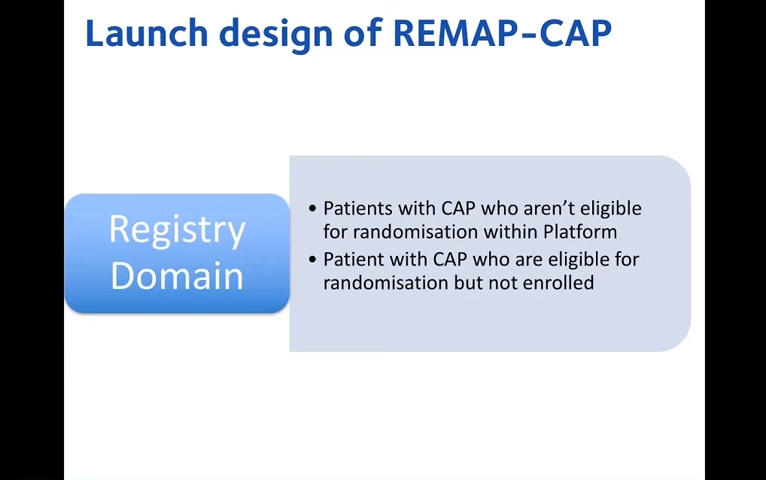 Launch design of REMAP-CAP
Registry
Domain
• Patients with CAP who aren’t eligible
for randomisation within Platform
• Patient with CAP who are eligible for
randomisation but not enrolled